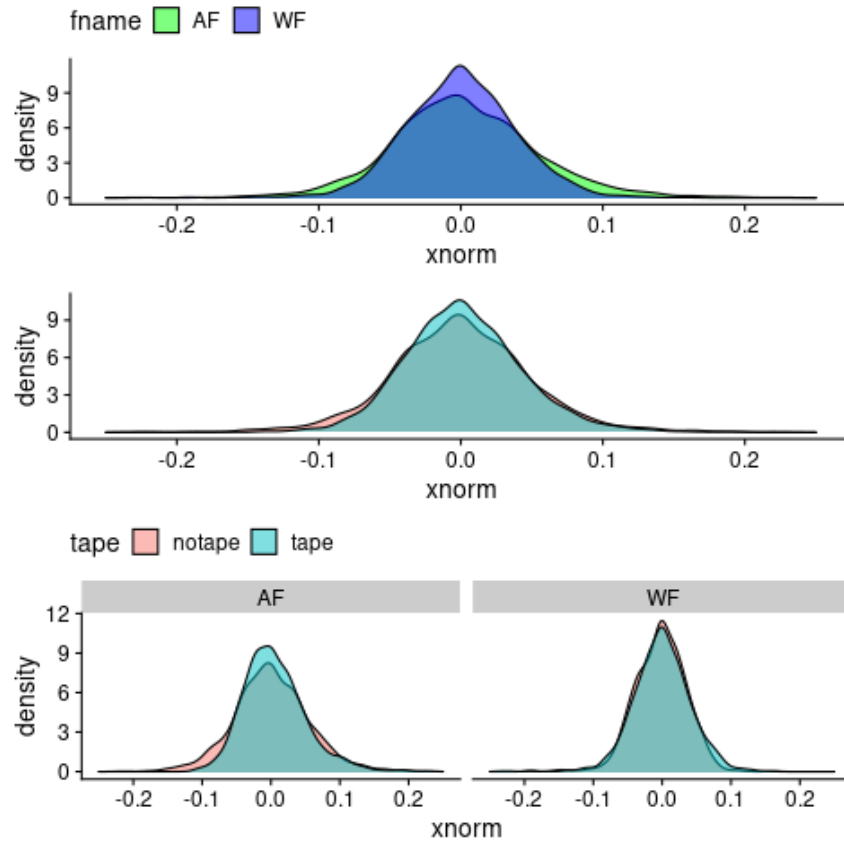 fname AF WF
9
6
3
0
density
-0.2 -0.1 0.0 0.1 0.2
xnorm
9
6
3
0
density
-0.2 -0.1 0.0 0.1 0.2
xnorm
tape notape tape
AF WF
12
9
6
3
0
density
-0.2 -0.1 0.0 0.1 0.2 -0.2 -0.1 0.0 0.1 0.2
xnorm